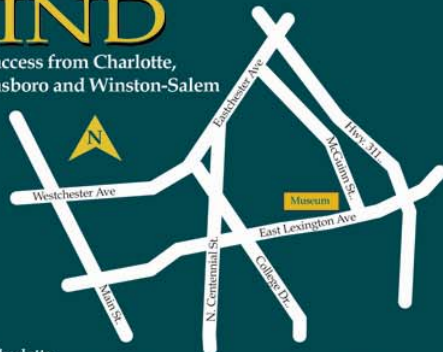 IND
ccess from Charlotte,
nsboro and Winston-Salem
Eastchester Ave
N
Hwy. 311..
McGuinn St..
Westchester Ave
Museum
East Lexington Ave
N. Centennial St.
College Dr..
Main St.